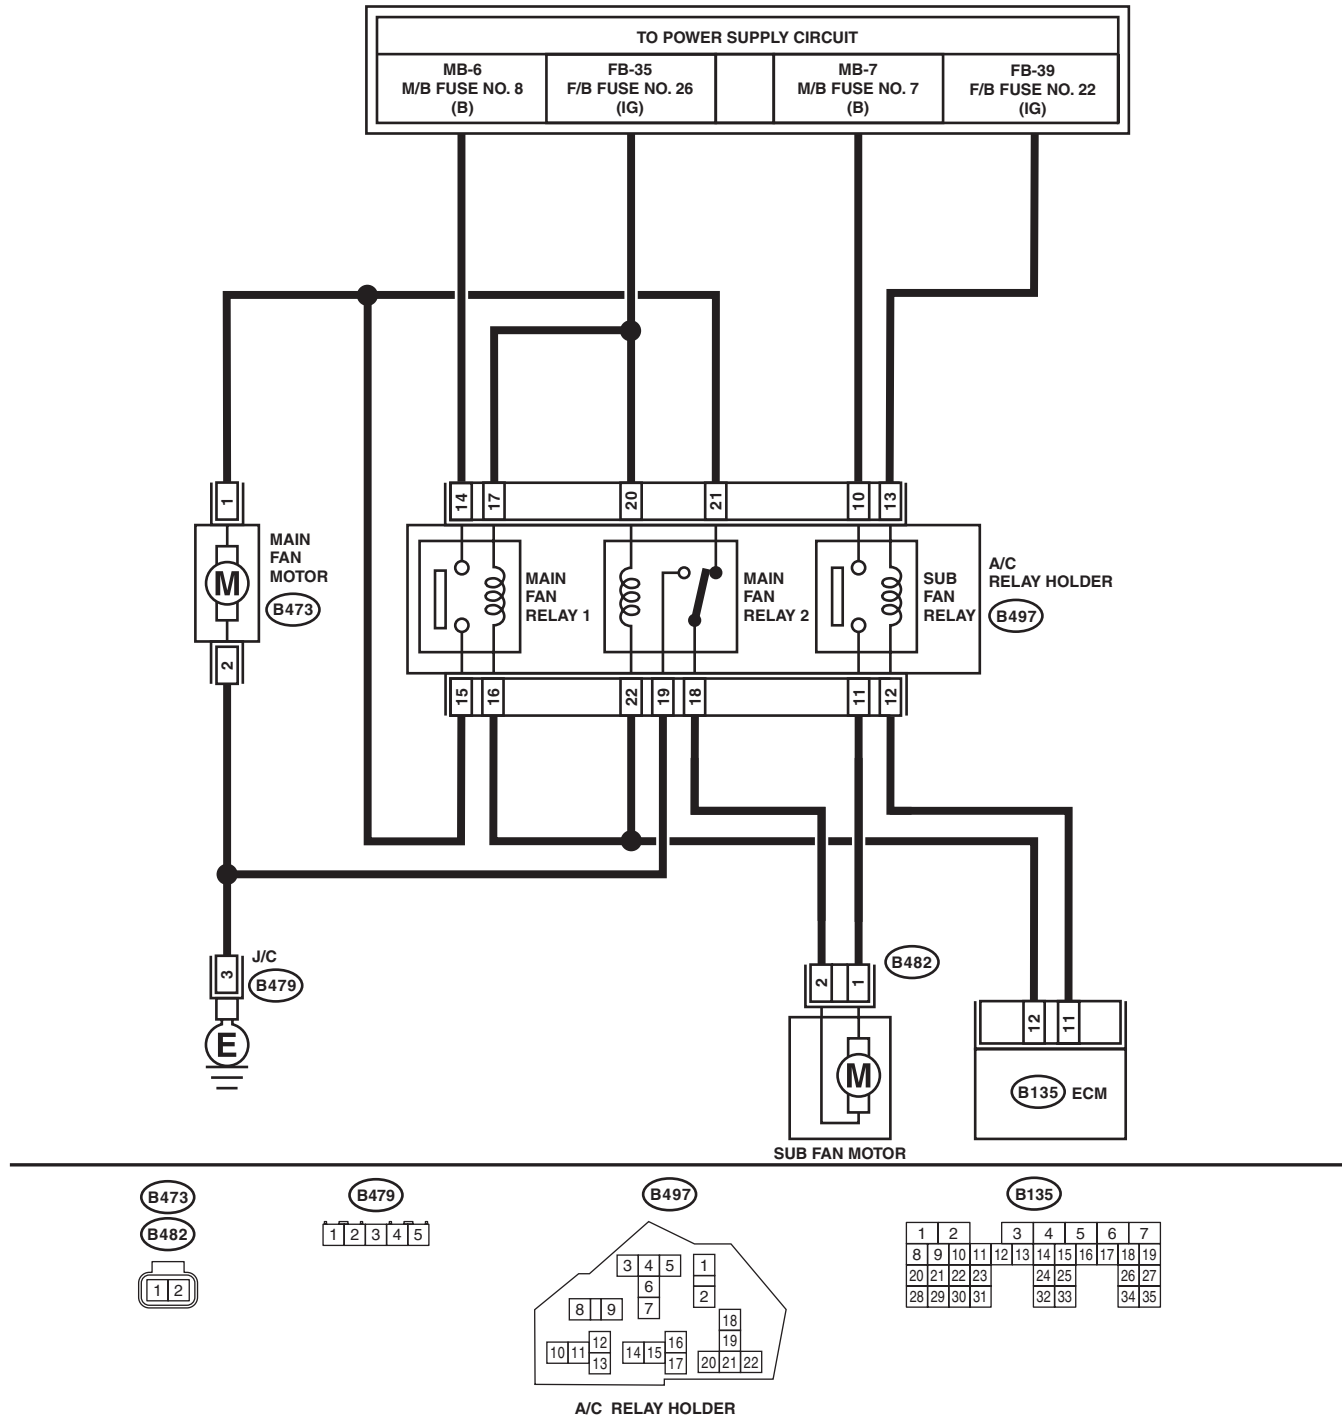 TO POWER SUPPLY CIRCUIT
MB-6
M/B FUSE NO. 8
(B)
FB-35
F/B FUSE NO. 26
(IG)
MB-7
M/B FUSE NO. 7
(B)
FB-39
F/B FUSE NO. 22
(IG)
1
14
17
20
21
10
13
MAIN
FAN
MOTOR
B473
M
2
MAIN
FAN
RELAY 1
MAIN
FAN
RELAY 2
SUB
FAN
RELAY
A/C
RELAY HOLDER
B497
15
16
22
19
18
11
12
J/C
B479
3
E
B482
2
1
M
SUB FAN MOTOR
12
11
B135
ECM
B473
B482
1 2
B479
1 2 3 4 5
B497
3 4 5
6
7
1
2
8 9
10 11
12
13
14 15
16
17
18
19
20 21 22
A/C RELAY HOLDER
B135
1 2 3 4 5 6 7
8 9 10 11 12 13 14 15 16 17 18 19
20 21 22 23 24 25 26 27
28 29 30 31 32 33 34 35